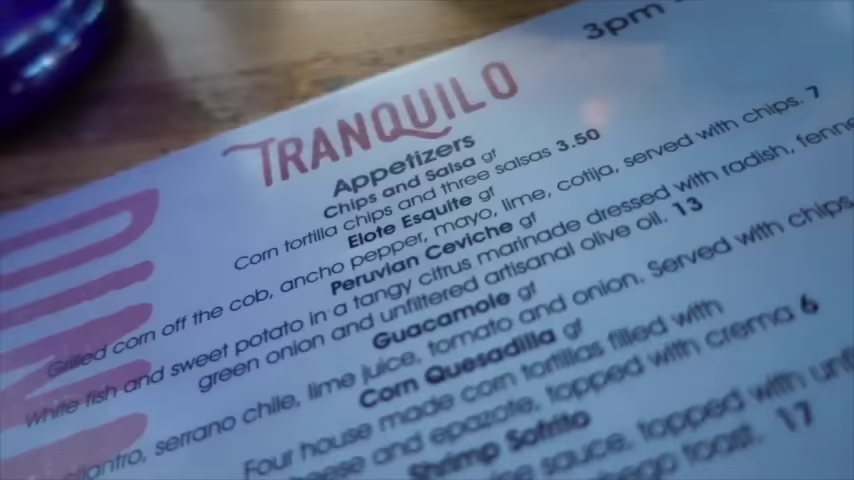 3pm
TRANQUILO
Appetizers
Chips and Salsa gf
Corn tortilla chips and three salsas 3.50
Elote Esquite gf
Grilled corn off the cob, ancho pepper, mayo, lime, cotija, served with chips. 7
Peruvian Ceviche gf
White fish and sweet potato in a tangy citrus marinade dressed with radish,
green onion and unfiltered artisanal olive oil. 13
Guacamole gf
cilantro, serrano chile, lime juice, tomato and onion. Served with chips.
Corn Quesadilla gf
Four house made corn tortillas filled with
and epazote, topped with crema 6
Shrimp Sofrito
sauce, topped with
toast. 17
DINN